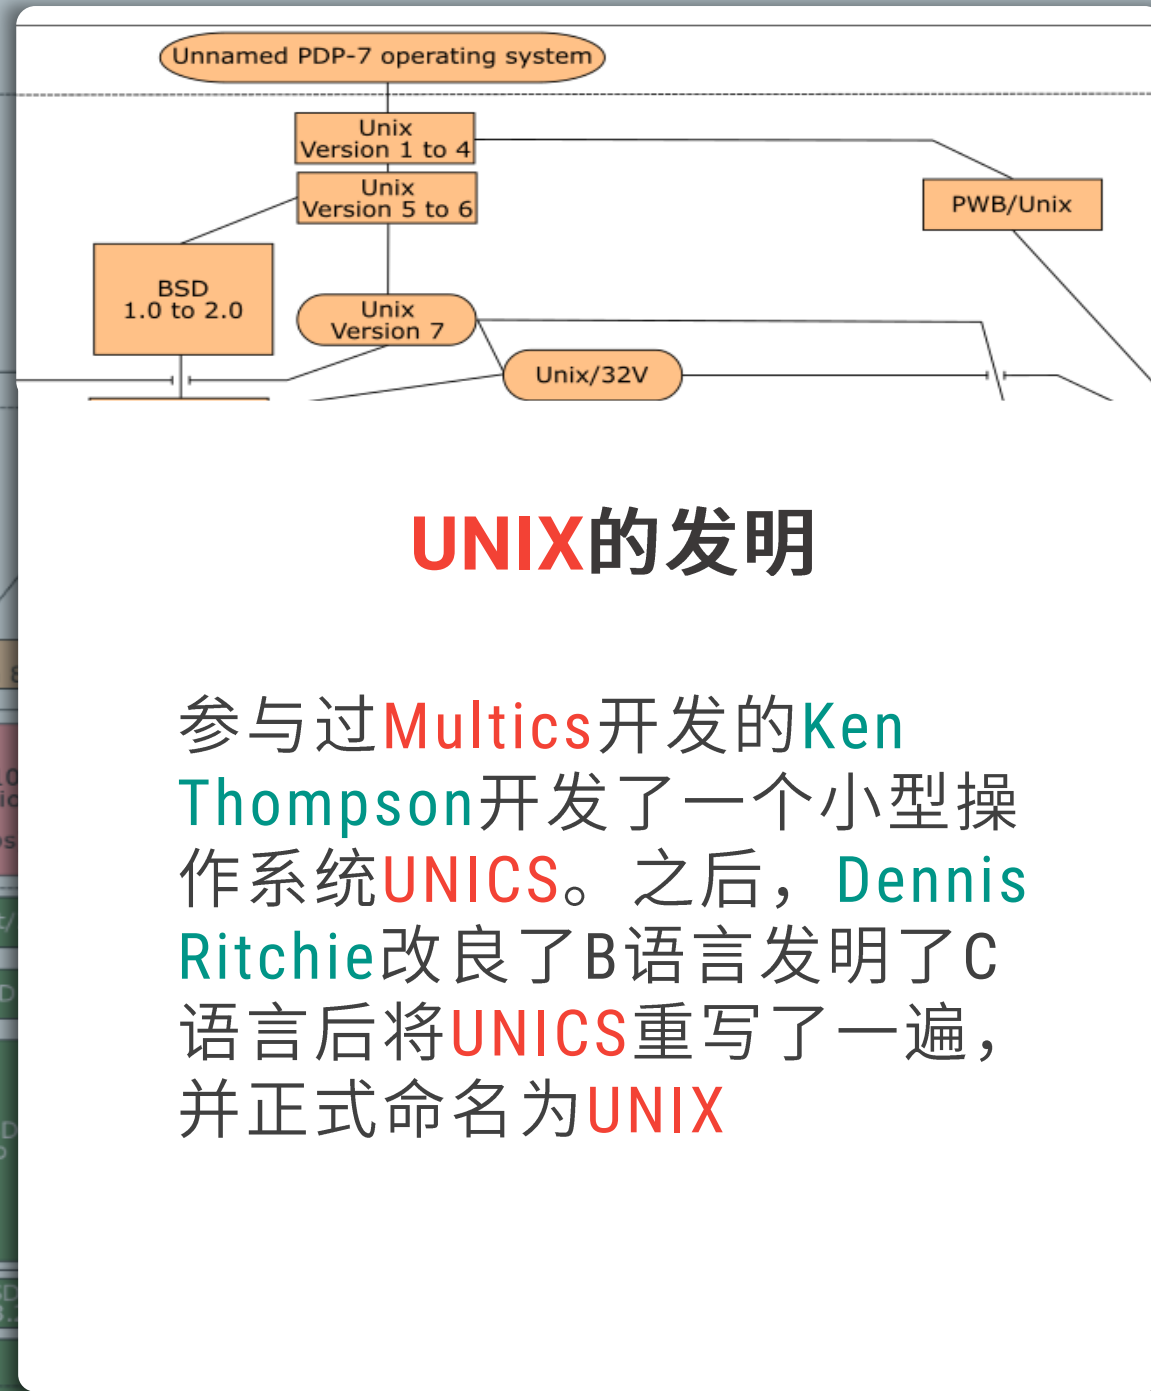 Unnamed PDP-7 operating system
Unix
Version 1 to 4
Unix
Version 5 to 6
PWB/Unix
BSD
1.0 to 2.0
Unix
Version 7
Unix/32V
UNIX的发明
参与过Multics开发的Ken
Thompson开发了一个小型操
作系统UNICS。之后，Dennis
Ritchie改良了B语言发明了C
语言后将UNICS重写了一遍，
并正式命名为UNIX